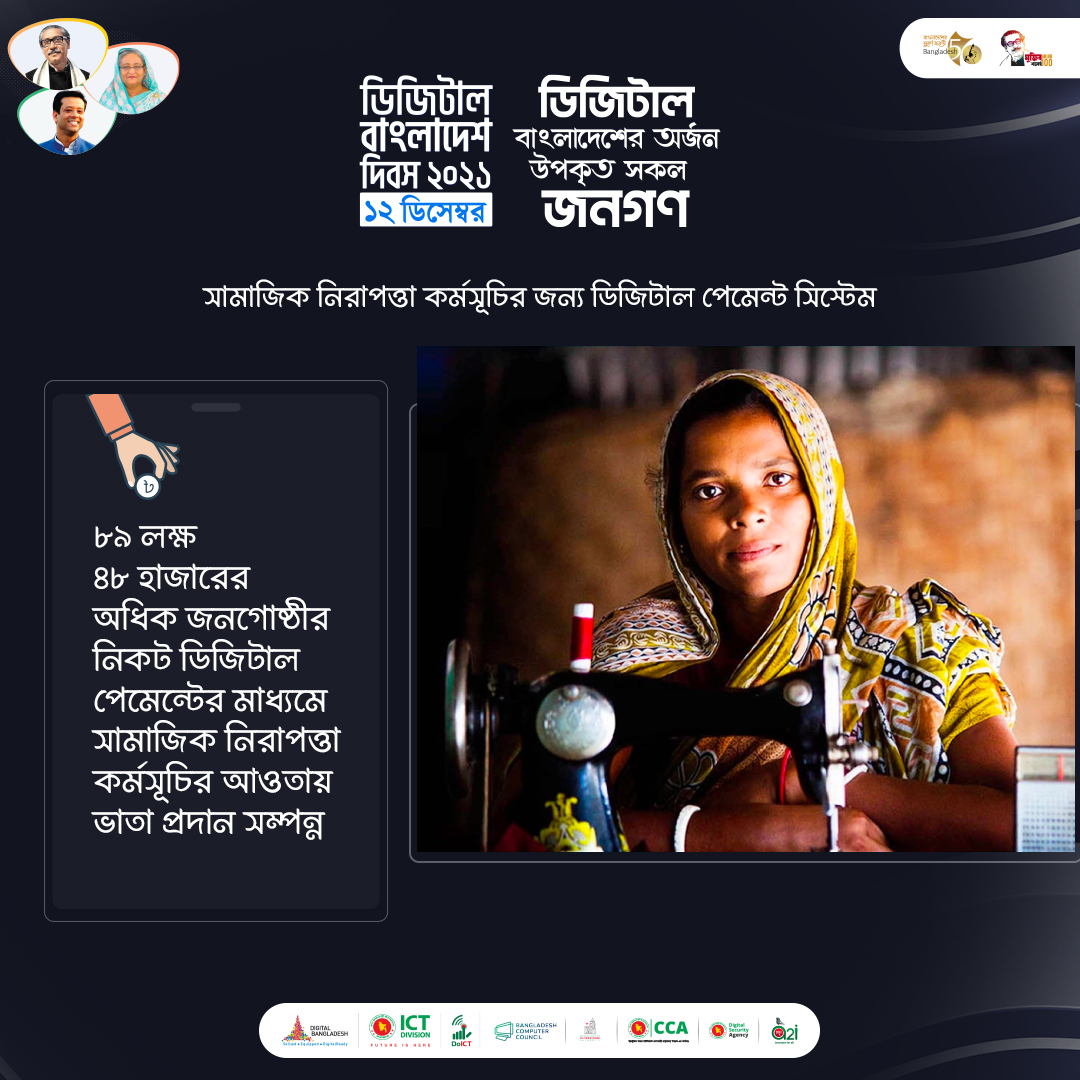 ডিজিটাল
বাংলাদেশ
দিবস ২০২১
১২ ডিসেম্বর
ডিজিটাল
বাংলাদেশের অর্জন
উপকৃত সকল
জনগণ
Bangladesh
সামাজিক নিরাপত্তা কর্মসূচির জন্য ডিজিটাল পেমেন্ট সিস্টেম
৳
৮৯ লক্ষ
৪৮ হাজারের
অধিক জনগোষ্ঠীর
নিকট ডিজিটাল
পেমেন্টের মাধ্যমে
সামাজিক নিরাপত্তা
কর্মসূচির আওতায়
ভাতা প্রদান সম্পন্ন
DIGITAL
BANGLADESH
ICT
DIVISION
FUTURE IS HERE
DoICT
BANGLADESH
COMPUTER
COUNCIL
CCA
Digital
Security
Agency
a2i